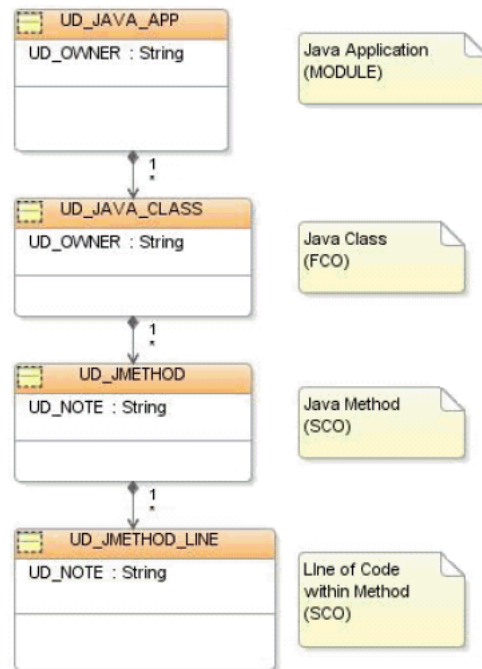 UD_JAVA_APP
UD_OWNER : String
Java Application
(MODULE)
1
*
UD_JAVA_CLASS
UD_OWNER : String
Java Class
(FCO)
1
*
UD_JMETHOD
UD_NOTE : String
Java Method
(SCO)
1
*
UD_JMETHOD_LINE
UD_NOTE : String
LIne of Code
within Method
(SCO)